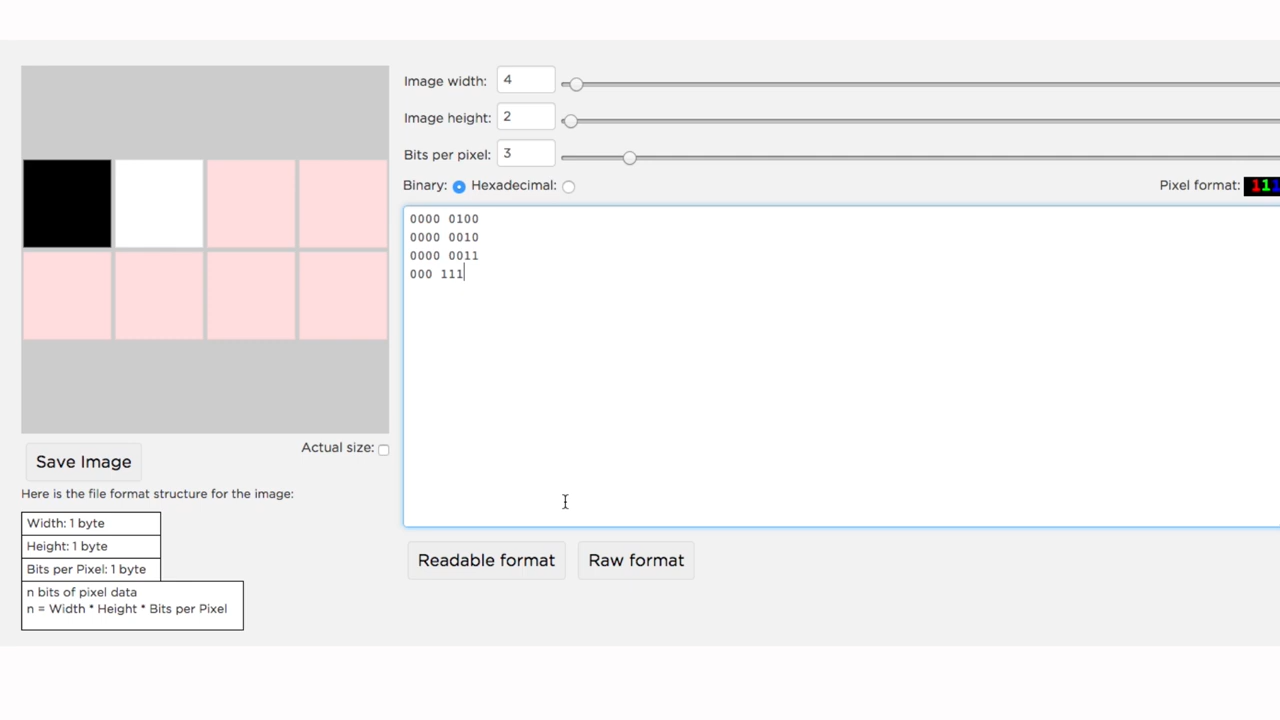 Image width: 4
Image height: 2
Bits per pixel: 3
Binary: Hexadecimal:
Pixel format: 111
0000 0100
0000 0010
0000 0011
000 111
Save Image
Actual size:
Here is the file format structure for the image:
Width: 1 byte
Height: 1 byte
Bits per Pixel: 1 byte
n bits of pixel data
n = Width * Height * Bits per Pixel
Readable format
Raw format